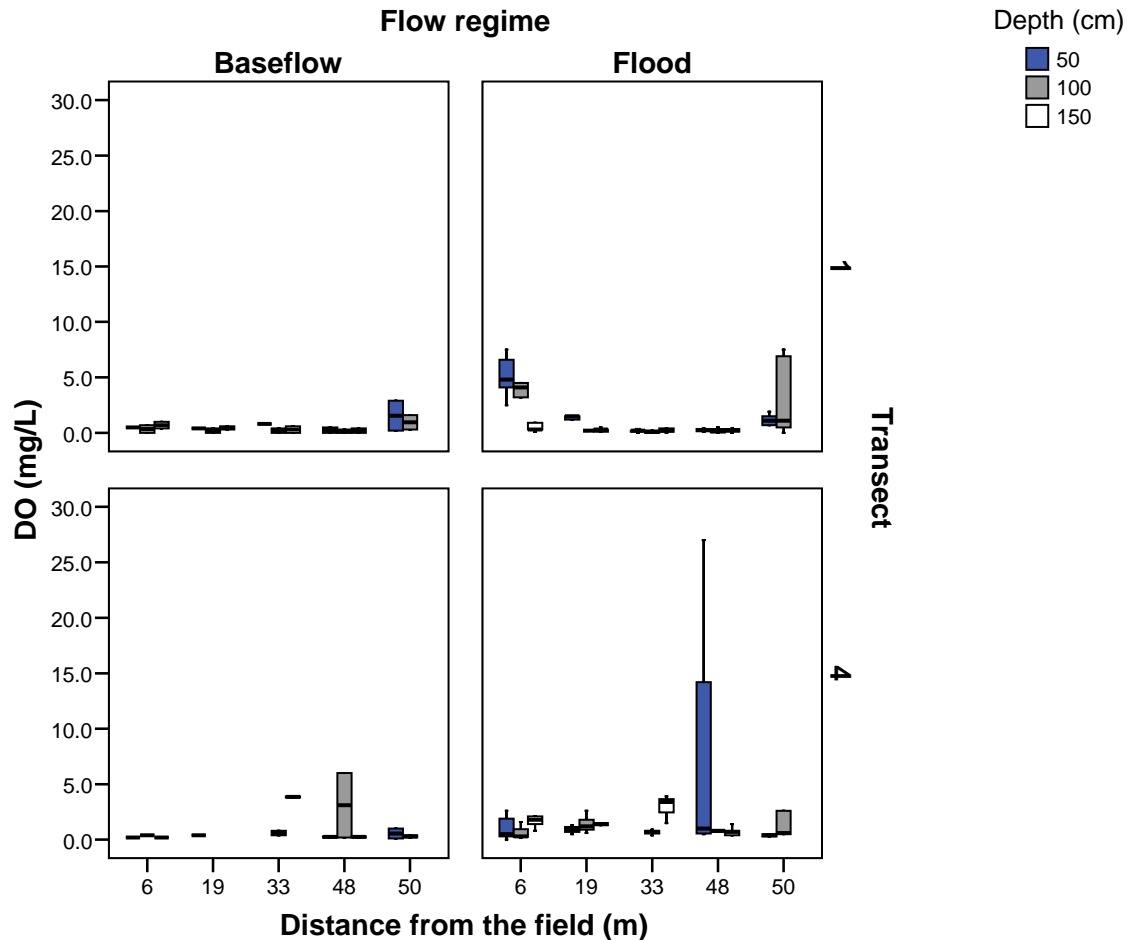 Flow regime
Depth (cm)
50
100
150
Baseflow
Flood
30.0
25.0
20.0
15.0
10.0
5.0
0.0
1
30.0
25.0
20.0
15.0
10.0
5.0
0.0
4
DO (mg/L)
Transect
6 19 33 48 50
6 19 33 48 50
Distance from the field (m)